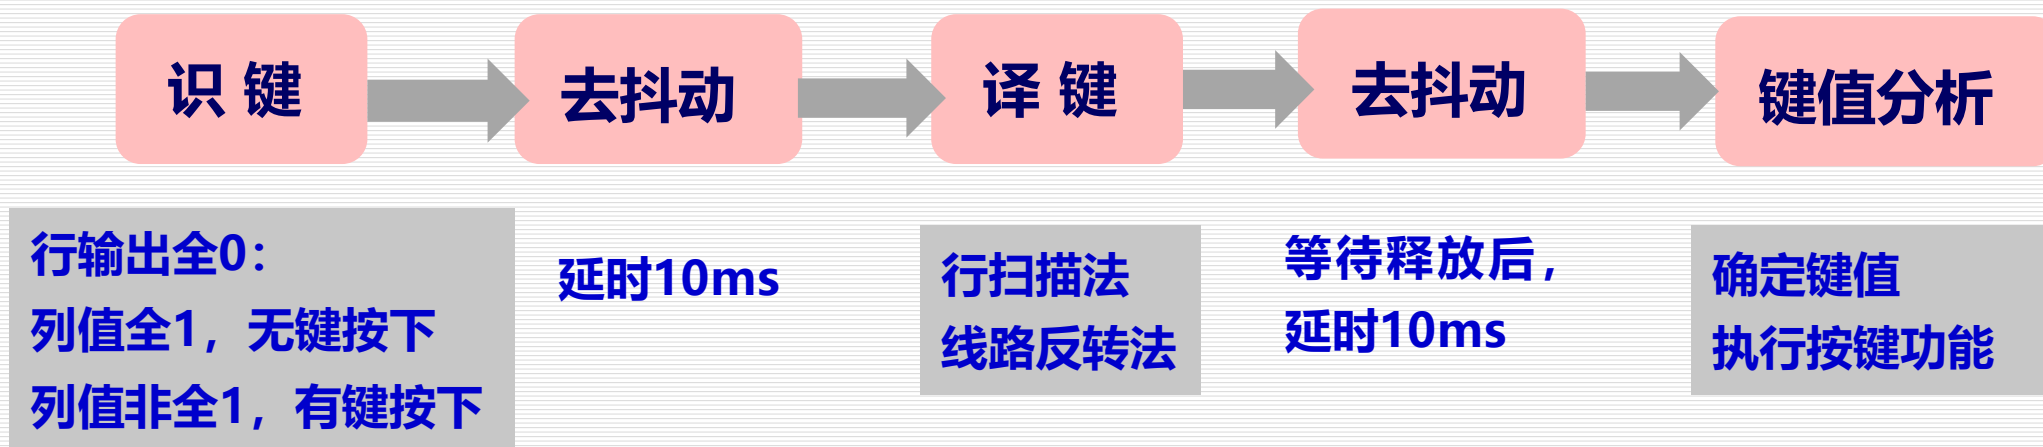 识 键
去抖动
译 键
去抖动
键值分析
行输出全0：
列值全1，无键按下
列值非全1，有键按下
延时10ms
行扫描法
线路反转法
等待释放后，
延时10ms
确定键值
执行按键功能